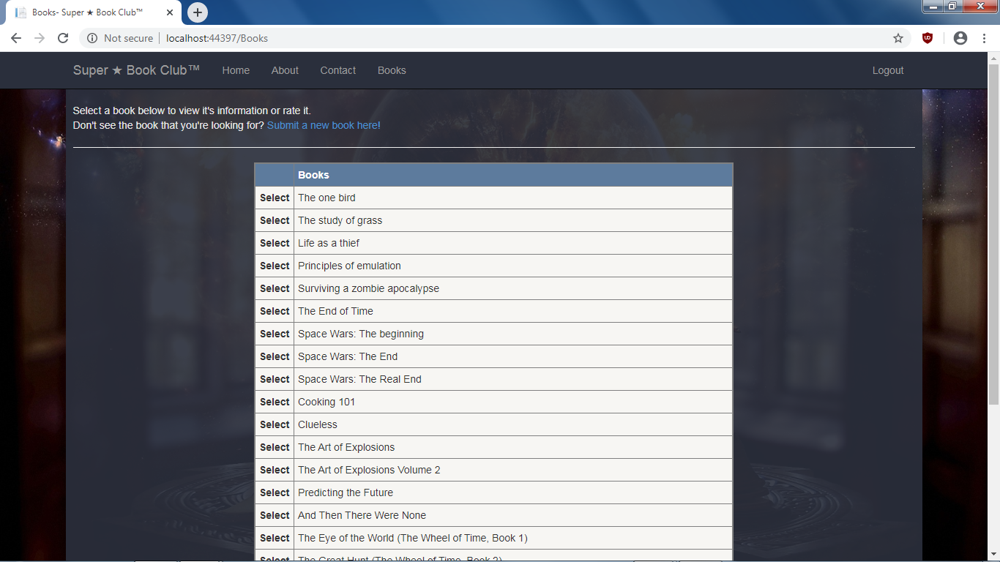 Books- Super ★ Book Club™
Not secure localhost:44397/Books
Super ★ Book Club™ Home About Contact Books Logout
Select a book below to view it's information or rate it.
Don't see the book that you're looking for? Submit a new book here!
Books
Select The one bird
Select The study of grass
Select Life as a thief
Select Principles of emulation
Select Surviving a zombie apocalypse
Select The End of Time
Select Space Wars: The beginning
Select Space Wars: The End
Select Space Wars: The Real End
Select Cooking 101
Select Clueless
Select The Art of Explosions
Select The Art of Explosions Volume 2
Select Predicting the Future
Select And Then There Were None
Select The Eye of the World (The Wheel of Time, Book 1)
Select The Great Hunt (The Wheel of Time, Book 2)